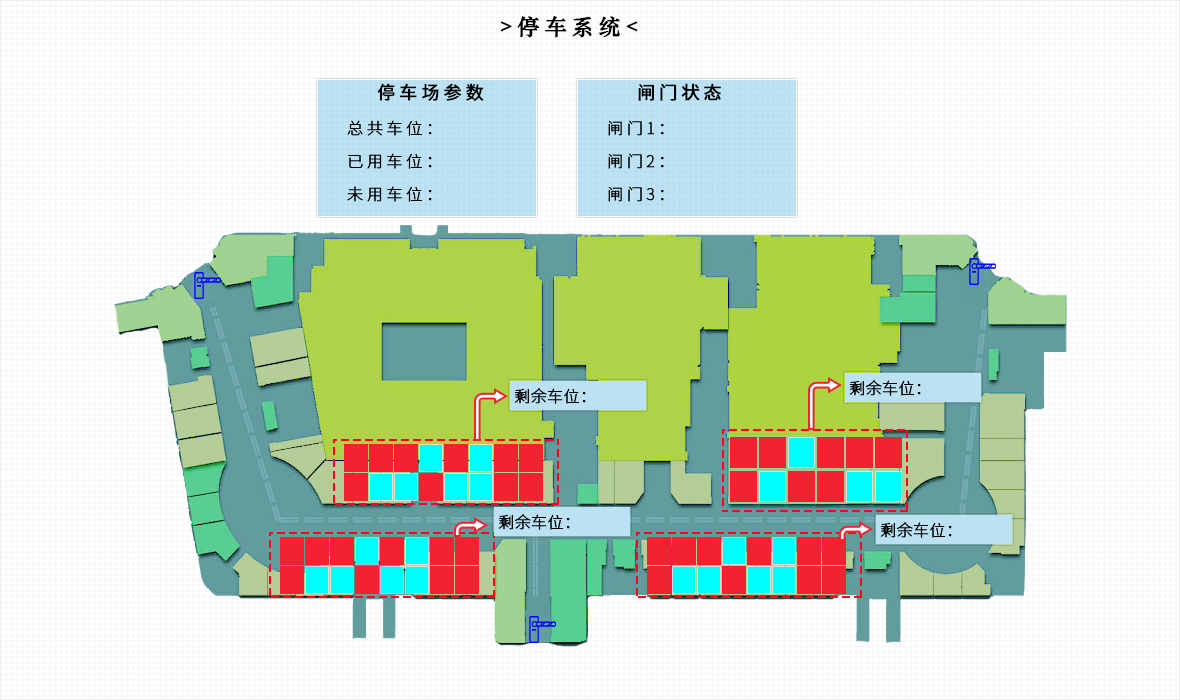 >停车系统<
停车场参数
总共车位：
已用车位：
未用车位：
闸门状态
闸门1：
闸门2：
闸门3：
剩余车位：
剩余车位：
剩余车位：
剩余车位：